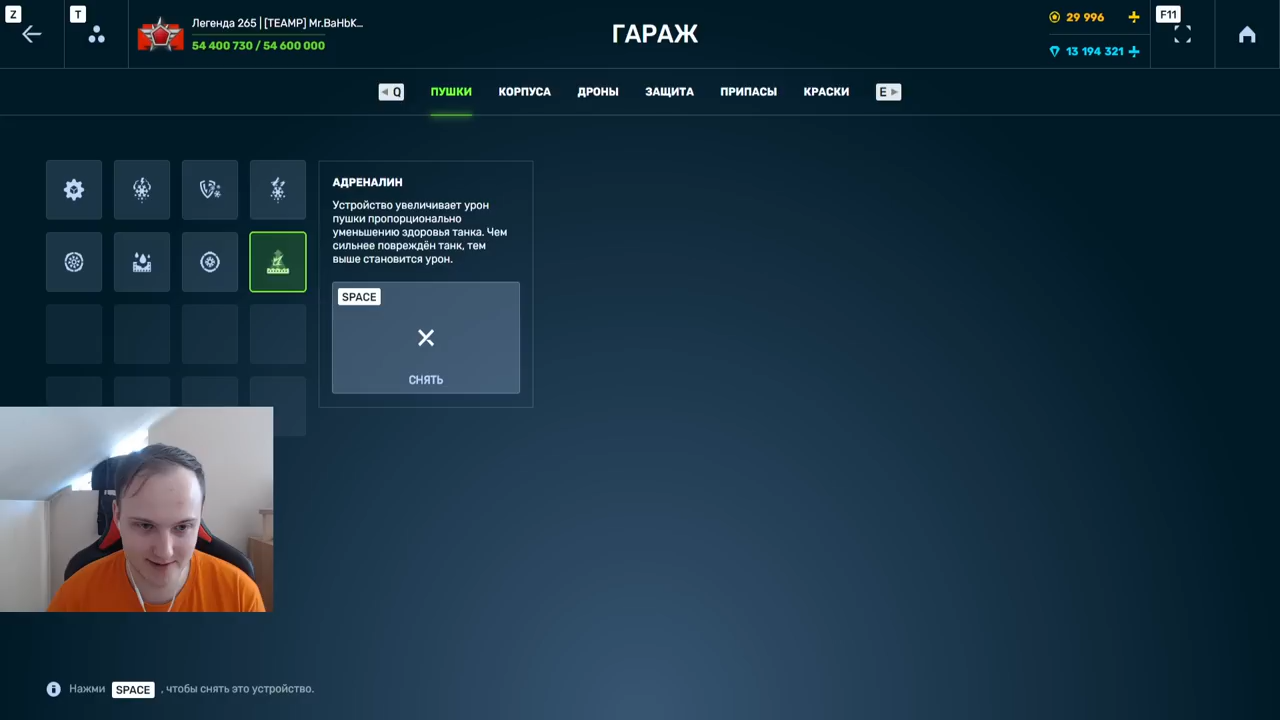 Z
T
Легенда 265 | [TEAMP] Mr.BaHbK...
54 400 730 / 54 600 000
ГАРАЖ
29 996
13 194 321
F11
Q
ПУШКИ
КОРПУСА
ДРОНЫ
ЗАЩИТА
ПРИПАСЫ
КРАСКИ
E
АДРЕНАЛИН
Устройство увеличивает урон
пушки пропорционально
уменьшению здоровья танка. Чем
сильнее повреждён танк, тем
выше становится урон.
SPACE
СНЯТЬ
Нажми SPACE , чтобы снять это устройство.